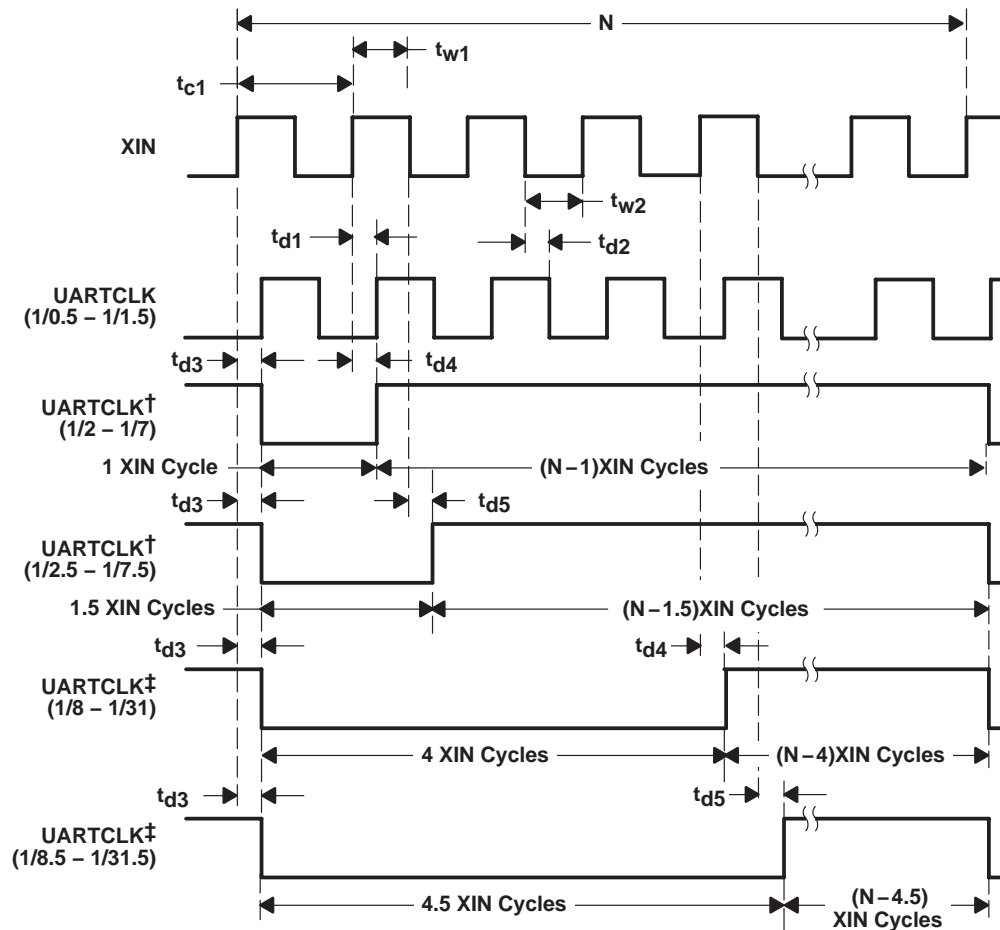 N
tw1
tc1
XIN
tw2
td1
td2
UARTCLK
(1/0.5 – 1/1.5)
td3
td4
UARTCLK†
(1/2 – 1/7)
1 XIN Cycle
(N–1)XIN Cycles
td3
td5
UARTCLK†
(1/2.5 – 1/7.5)
1.5 XIN Cycles
(N–1.5)XIN Cycles
td3
td4
UARTCLK‡
(1/8 – 1/31)
4 XIN Cycles
(N–4)XIN Cycles
td3
td5
UARTCLK‡
(1/8.5 – 1/31.5)
4.5 XIN Cycles
(N–4.5)
XIN Cycles